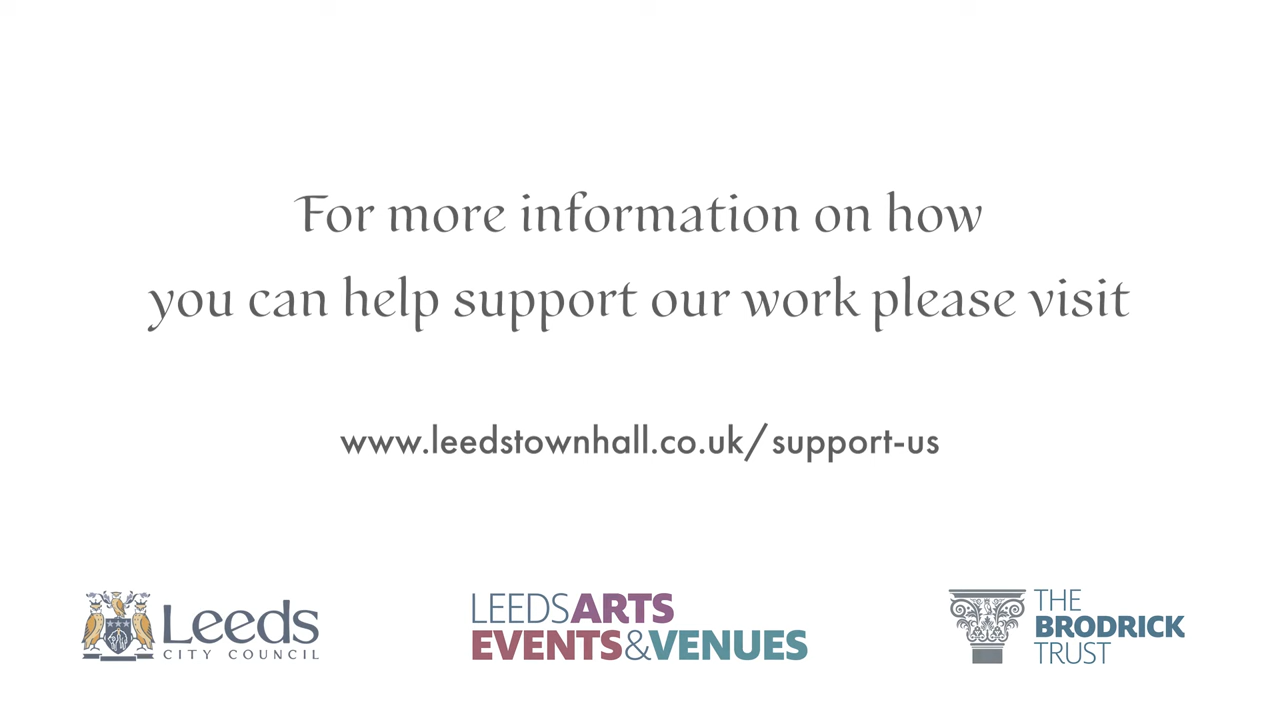 For more information on how
you can help support our work please visit
www.leedstownhall.co.uk/support-us
Leeds
CITY COUNCIL
LEEDSARTS
EVENTS&VENUES
THE
BRODRICK
TRUST